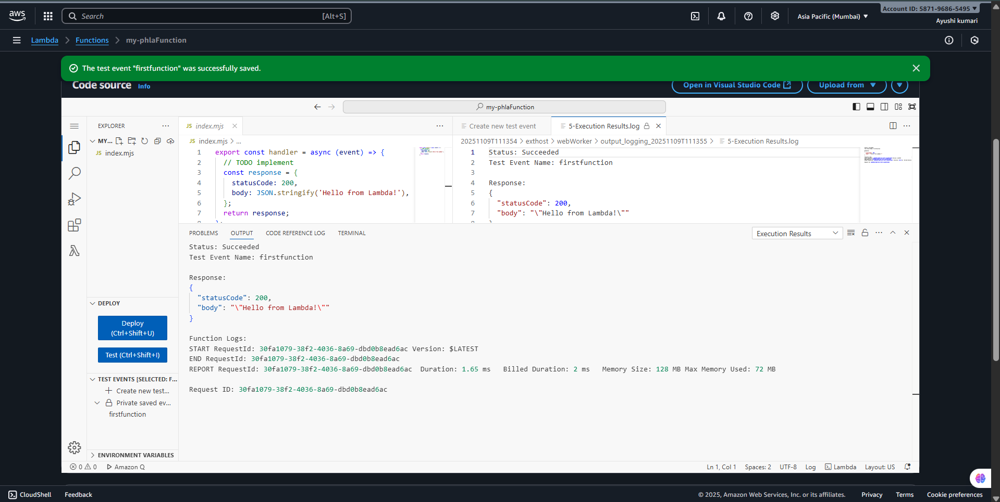 aws
Search
[Alt+S]
Asia Pacific (Mumbai)
Account ID: 5871-9686-5495
Ayushi kumari
Lambda
Functions
my-phlaFunction
The test event "firstfunction" was successfully saved.
Code source
Info
Open in Visual Studio Code
Upload from
my-phlaFunction
EXPLORER
MY...
JS index.mjs
JS index.mjs
JS index.mjs > ...
1 export const handler = async (event) => {
2 // TODO implement
3 const response = {
4 statusCode: 200,
5 body: JSON.stringify('Hello from Lambda!'),
6 };
7 return response;
Create new test event
5-Execution Results.log
20251109T111354 > exthost > webWorker > output_logging_20251109T111355 > 5-Execution Results.log
1 Status: Succeeded
2 Test Event Name: firstfunction
3
4 Response:
5 {
6 "statusCode": 200,
7 "body": "\"Hello from Lambda!\""
PROBLEMS
OUTPUT
CODE REFERENCE LOG
TERMINAL
Execution Results
Status: Succeeded
Test Event Name: firstfunction
Response:
{
"statusCode": 200,
"body": "\"Hello from Lambda!\""
}
Function Logs:
START RequestId: 30fa1079-38f2-4036-8a69-dbd0b8ead6ac Version: $LATEST
END RequestId: 30fa1079-38f2-4036-8a69-dbd0b8ead6ac
REPORT RequestId: 30fa1079-38f2-4036-8a69-dbd0b8ead6ac Duration: 1.65 ms Billed Duration: 2 ms Memory Size: 128 MB Max Memory Used: 72 MB
Request ID: 30fa1079-38f2-4036-8a69-dbd0b8ead6ac
DEPLOY
Deploy
(Ctrl+Shift+U)
Test (Ctrl+Shift+I)
TEST EVENTS [SELECTED: F...
Create new test...
Private saved ev...
firstfunction
ENVIRONMENT VARIABLES
0 0
Amazon Q
Ln 1, Col 1
Spaces: 2
UTF-8
Log
Lambda
Layout: US
CloudShell
Feedback
© 2025, Amazon Web Services, Inc. or its affiliates.
Privacy
Terms
Cookie preferences